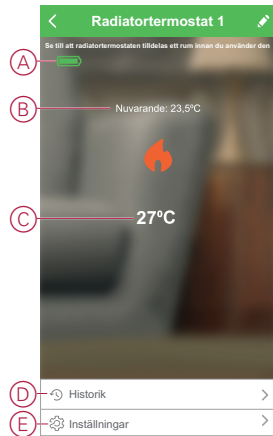 Radiatortermostat 1
Se till att radiatortermostaten tilldelas ett rum innan du använder den
A
B
Nuvarande: 23,5ºC
C
27ºC
D
Historik
E
Inställningar